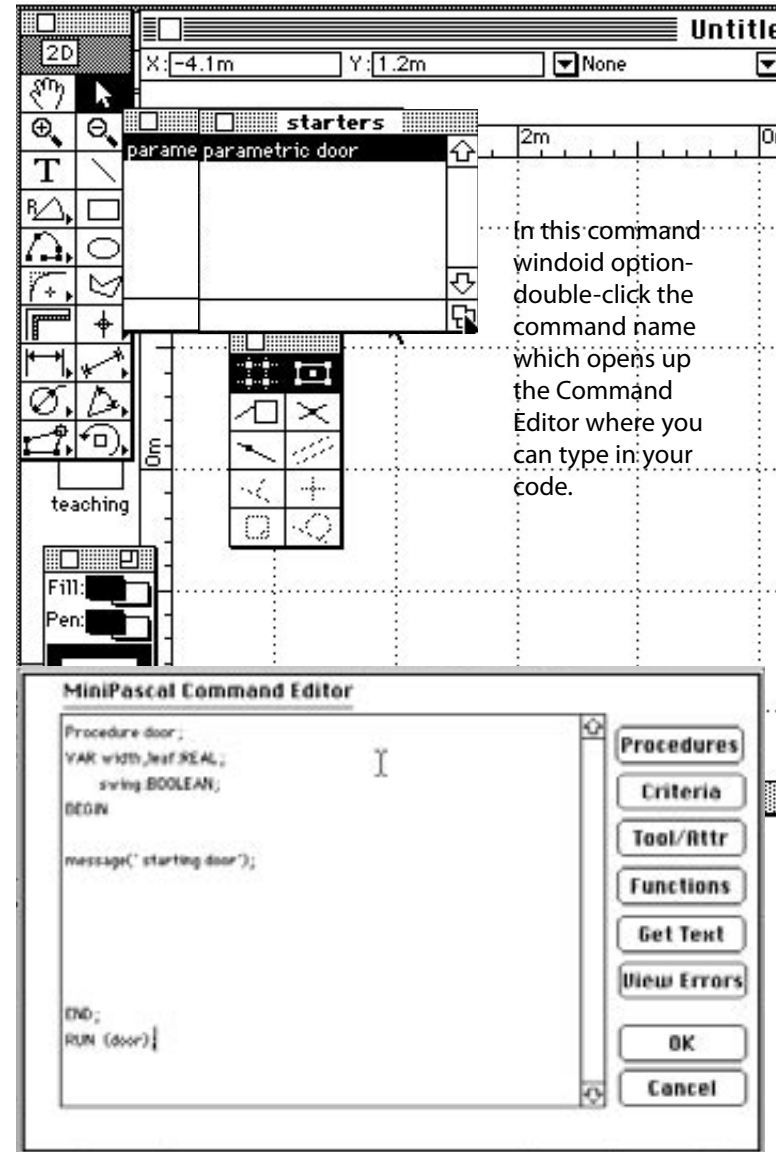 Untitle
2D
X: -4.1m Y: 1.2m None
starters
parame parametric door
2m 0
T
R
In this command
windoid option-
double-click the
command name
which opens up
the Command
Editor where you
can type in your
code.
0m
teaching
Fill:
Pen:
MiniPascal Command Editor
Procedure door;
VAR width,leaf:REAL;
swing:BOOLEAN;
BEGIN
message(' starting door');
END;
RUN (door);
Procedures
Criteria
Tool/Attr
Functions
Get Text
View Errors
OK
Cancel